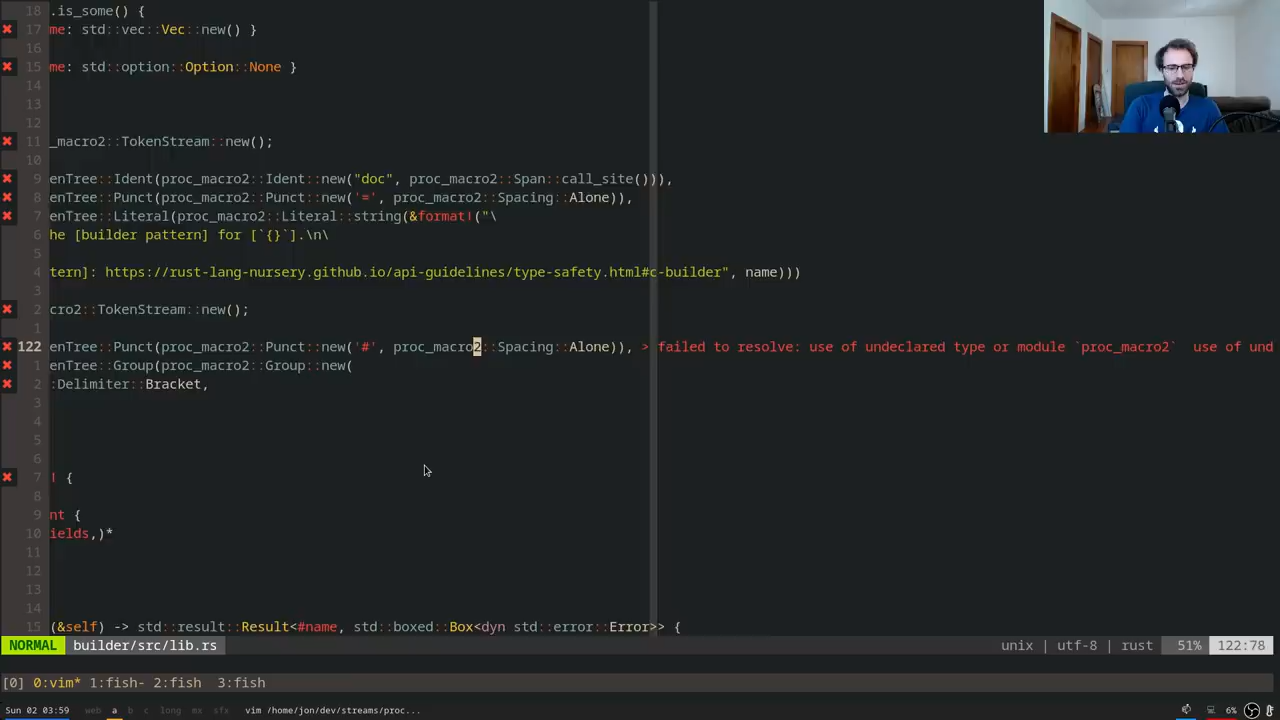 18 .is_some() {
17 me: std::vec::Vec::new() }
16
15 me: std::option::Option::None }
14
13
12
11 _macro2::TokenStream::new();
10
9 enTree::Ident(proc_macro2::Ident::new("doc", proc_macro2::Span::call_site())),
8 enTree::Punct(proc_macro2::Punct::new('=', proc_macro2::Spacing::Alone)),
7 enTree::Literal(proc_macro2::Literal::string(&format!("\
6 he [builder pattern] for [`{}`].\n\
5
4 tern]: https://rust-lang-nursery.github.io/api-guidelines/type-safety.html#c-builder", name)))
3
2 cro2::TokenStream::new();
1
122 enTree::Punct(proc_macro2::Punct::new('#', proc_macro2::Spacing::Alone)), > failed to resolve: use of undeclared type or module `proc_macro2` use of und
1 enTree::Group(proc_macro2::Group::new(
2 :Delimiter::Bracket,
3
4
5
6
7 ! {
8
9 nt {
10 ields,)*
11
12
13
14
15 (&self) -> std::result::Result<#name, std::boxed::Box<dyn std::error::Error>> {
NORMAL builder/src/lib.rs unix | utf-8 | rust 51% 122:78
[0] 0:vim* 1:fish- 2:fish 3:fish
Sun 02 03:59 web a b c long mx sfx vim /home/jon/dev/streams/proc... 6%